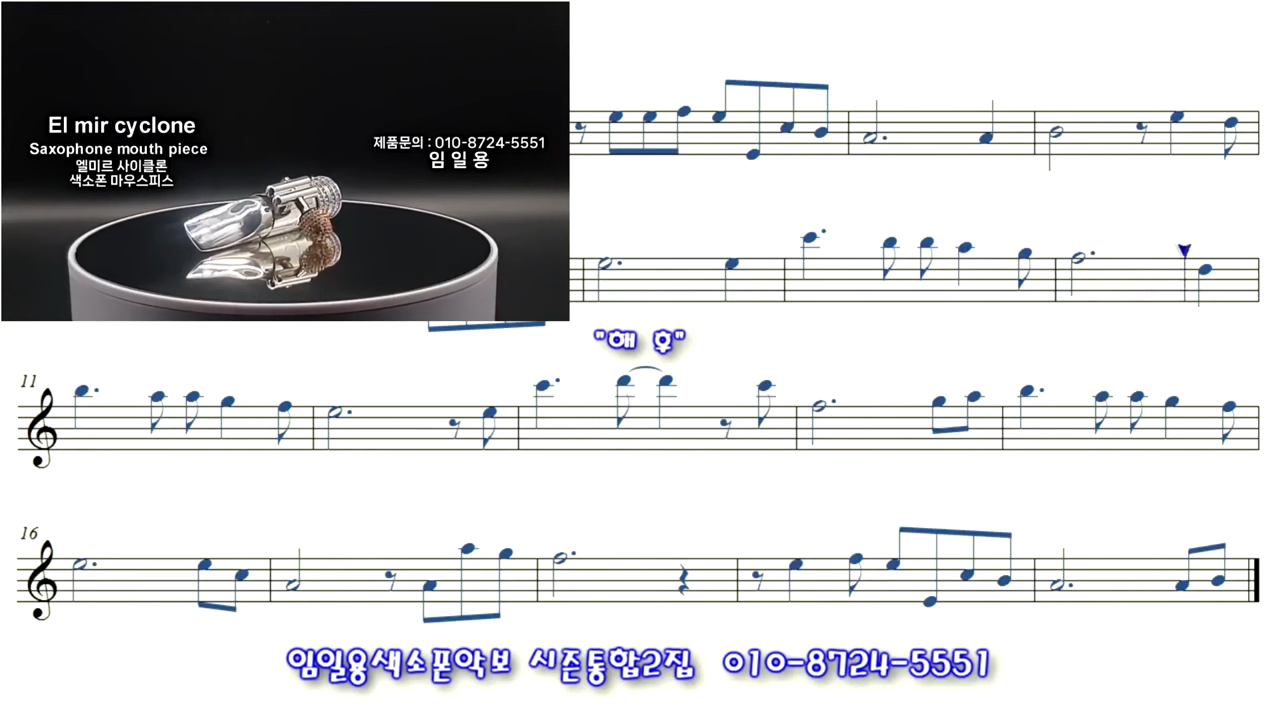 El mir cyclone
Saxophone mouth piece
엘미르 사이클론
색소폰 마우스피스
제품문의 : 010-8724-5551
임 일 용
"해 후"
11
16
임일용색소폰악보 시즌통합2집 010-8724-5551